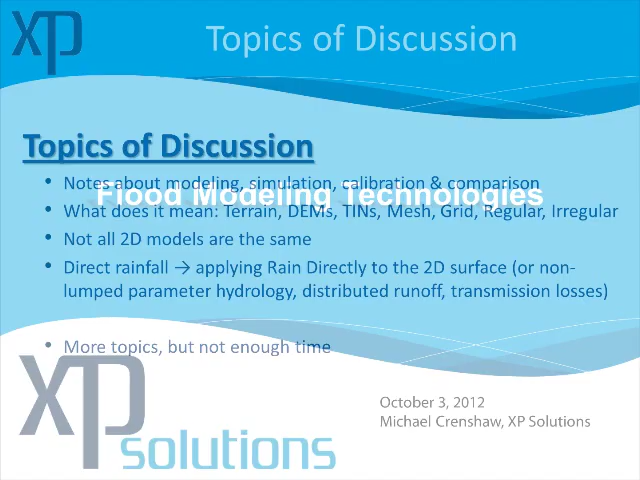 xp
Topics of Discussion
Topics of Discussion
• Notes about modeling, simulation, calibration & comparison
Flood Modeling Technologies
• What does it mean: Terrain, DEMs, TINs, Mesh, Grid, Regular, Irregular
• Not all 2D models are the same
• Direct rainfall → applying Rain Directly to the 2D surface (or non-
lumped parameter hydrology, distributed runoff, transmission losses)
• More topics, but not enough time
xp
solutions
October 3, 2012
Michael Crenshaw, XP Solutions